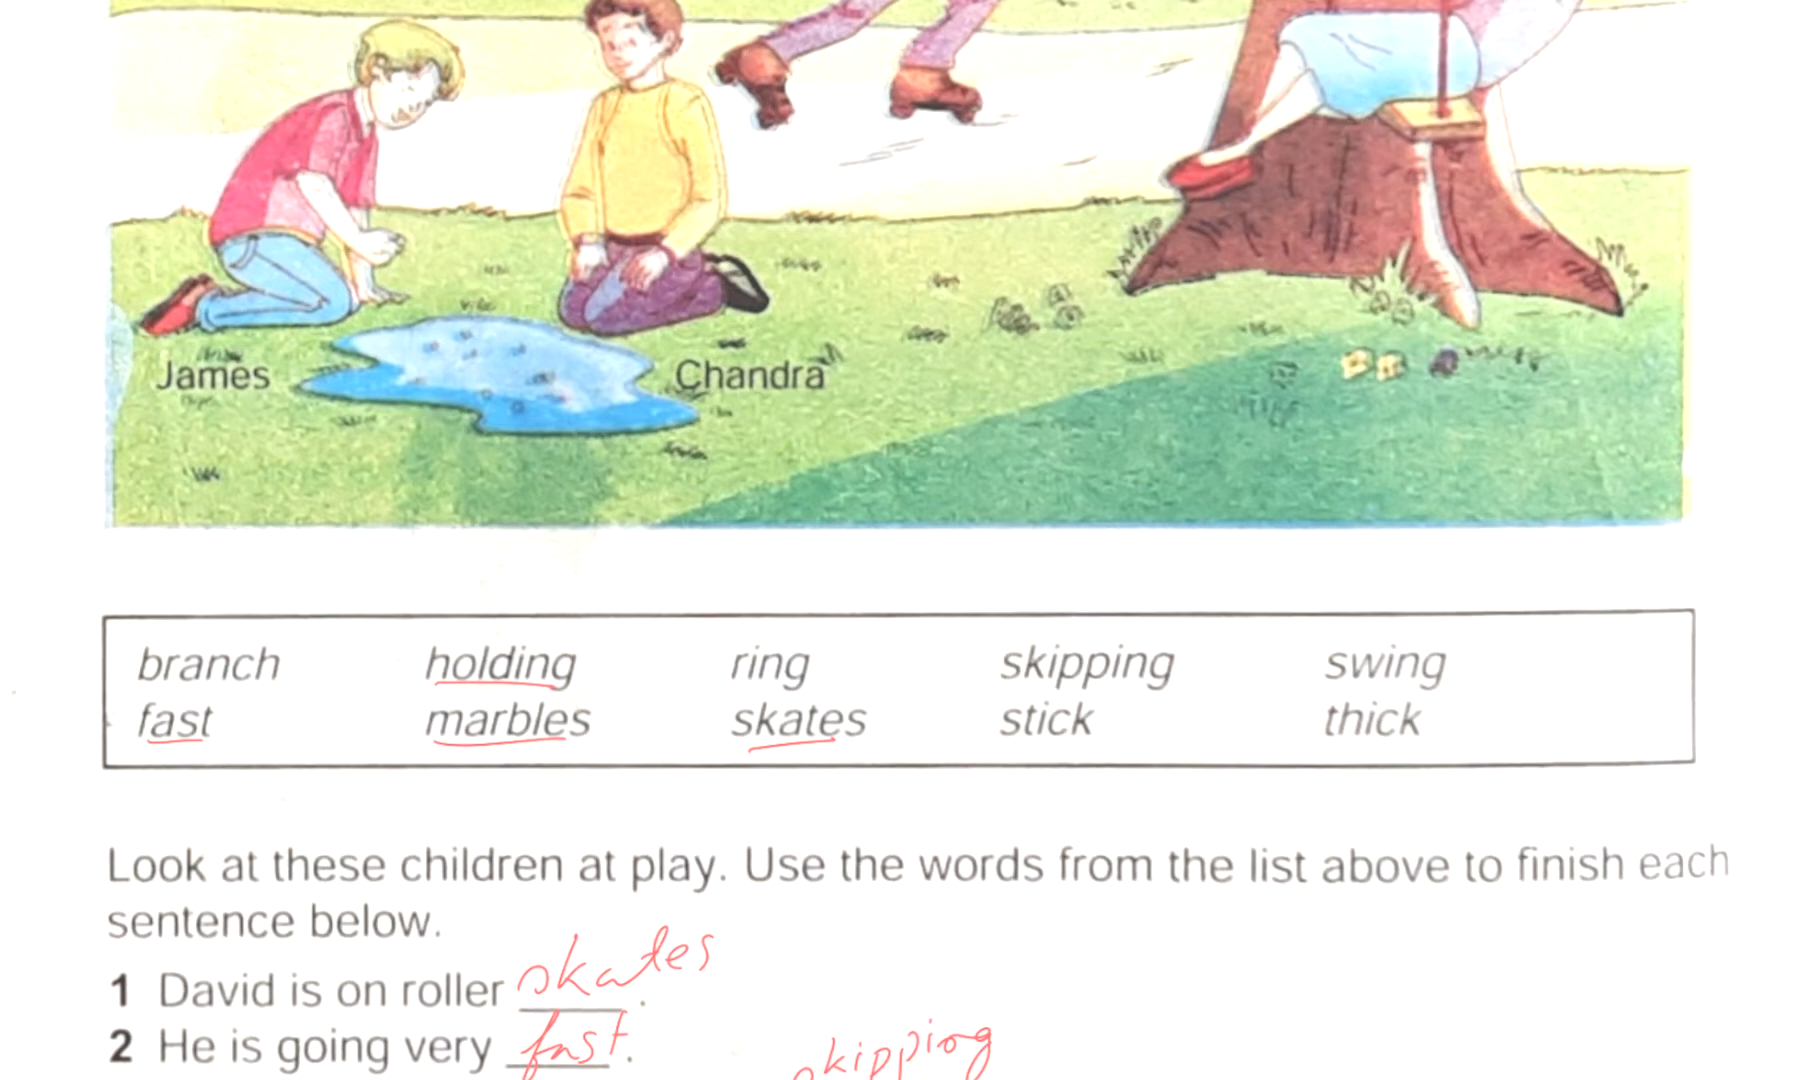 James
Chandra
branch holding ring skipping swing
fast marbles skates stick thick
Look at these children at play. Use the words from the list above to finish each
sentence below.
1 David is on roller skates.
2 He is going very fast.
skipping